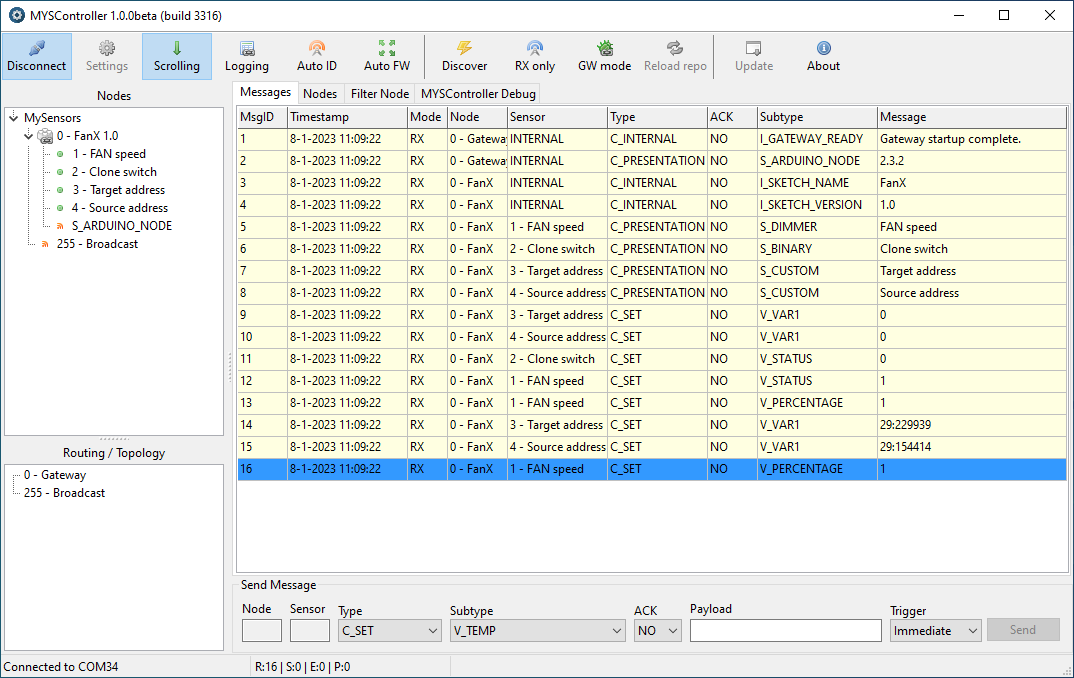 MYSController 1.0.0beta (build 3316)
Disconnect Settings Scrolling Logging Auto ID Auto FW Discover RX only GW mode Reload repo Update About
Nodes
MySensors
0 - FanX 1.0
1 - FAN speed
2 - Clone switch
3 - Target address
4 - Source address
S_ARDUINO_NODE
255 - Broadcast
Routing / Topology
0 - Gateway
255 - Broadcast
Messages Nodes Filter Node MYSController Debug
MsgID Timestamp Mode Node Sensor Type ACK Subtype Message
1 8-1-2023 11:09:22 RX 0 - Gateway INTERNAL C_INTERNAL NO I_GATEWAY_READY Gateway startup complete.
2 8-1-2023 11:09:22 RX 0 - Gateway INTERNAL C_PRESENTATION NO S_ARDUINO_NODE 2.3.2
3 8-1-2023 11:09:22 RX 0 - FanX INTERNAL C_INTERNAL NO I_SKETCH_NAME FanX
4 8-1-2023 11:09:22 RX 0 - FanX INTERNAL C_INTERNAL NO I_SKETCH_VERSION 1.0
5 8-1-2023 11:09:22 RX 0 - FanX 1 - FAN speed C_PRESENTATION NO S_DIMMER FAN speed
6 8-1-2023 11:09:22 RX 0 - FanX 2 - Clone switch C_PRESENTATION NO S_BINARY Clone switch
7 8-1-2023 11:09:22 RX 0 - FanX 3 - Target address C_PRESENTATION NO S_CUSTOM Target address
8 8-1-2023 11:09:22 RX 0 - FanX 4 - Source address C_PRESENTATION NO S_CUSTOM Source address
9 8-1-2023 11:09:22 RX 0 - FanX 3 - Target address C_SET NO V_VAR1 0
10 8-1-2023 11:09:22 RX 0 - FanX 4 - Source address C_SET NO V_VAR1 0
11 8-1-2023 11:09:22 RX 0 - FanX 2 - Clone switch C_SET NO V_STATUS 0
12 8-1-2023 11:09:22 RX 0 - FanX 1 - FAN speed C_SET NO V_STATUS 1
13 8-1-2023 11:09:22 RX 0 - FanX 1 - FAN speed C_SET NO V_PERCENTAGE 1
14 8-1-2023 11:09:22 RX 0 - FanX 3 - Target address C_SET NO V_VAR1 29:229939
15 8-1-2023 11:09:22 RX 0 - FanX 4 - Source address C_SET NO V_VAR1 29:154414
16 8-1-2023 11:09:22 RX 0 - FanX 1 - FAN speed C_SET NO V_PERCENTAGE 1
Send Message
Node Sensor Type Subtype ACK Payload Trigger
C_SET V_TEMP NO Immediate Send
Connected to COM34 R:16 | S:0 | E:0 | P:0